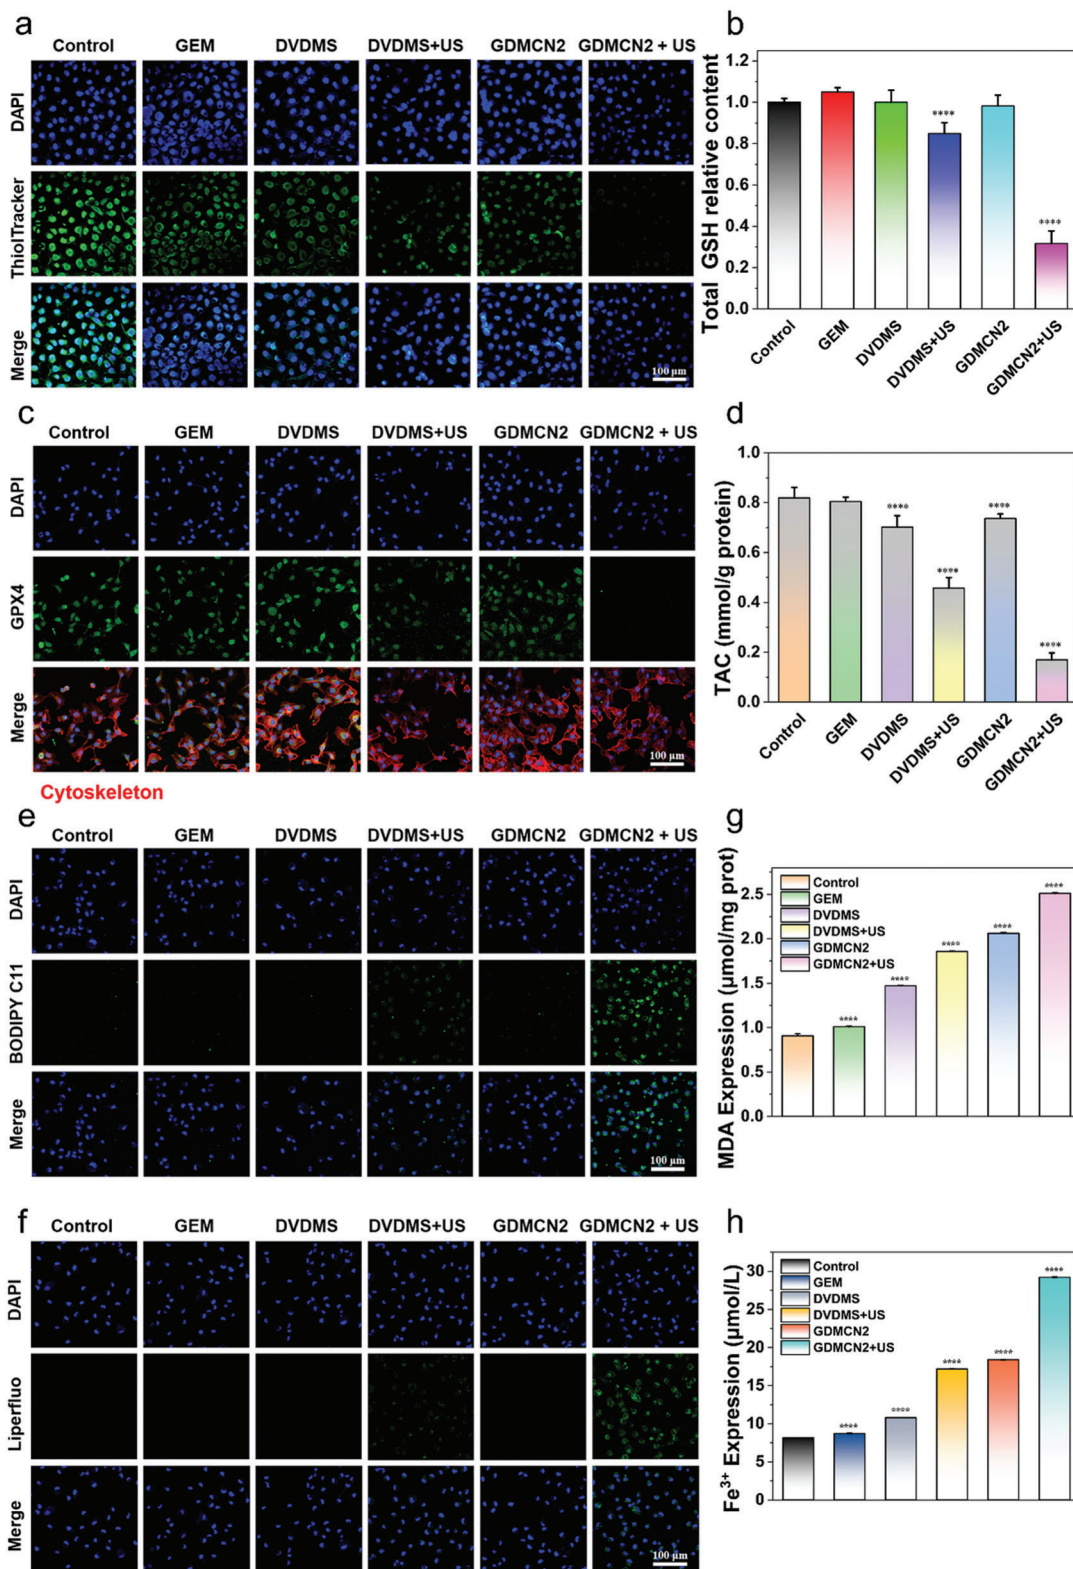 a
Control GEM DVDMS DVDMS+US GDMCN2 GDMCN2 + US
DAPI
ThiolTracker
Merge
100 µm
b
Total GSH relative content
1.2
1.0
0.8
0.6
0.4
0.2
0.0
****
****
Control GEM DVDMS DVDMS+US GDMCN2 GDMCN2+US
c
Control GEM DVDMS DVDMS+US GDMCN2 GDMCN2 + US
DAPI
GPX4
Merge
100 µm
Cytoskeleton
d
TAC (mmol/g protein)
1.0
0.8
0.6
0.4
0.2
0.0
****
****
****
****
Control GEM DVDMS DVDMS+US GDMCN2 GDMCN2+US
e
Control GEM DVDMS DVDMS+US GDMCN2 GDMCN2 + US
DAPI
BODIPY C11
Merge
100 µm
g
MDA Expression (µmol/mg prot)
2.5
2.0
1.5
1.0
0.5
0.0
Control
GEM
DVDMS
DVDMS+US
GDMCN2
GDMCN2+US
****
****
****
****
****
f
Control GEM DVDMS DVDMS+US GDMCN2 GDMCN2 + US
DAPI
Liperfluo
Merge
100 µm
h
Fe³⁺ Expression (µmol/L)
30
25
20
15
10
5
0
Control
GEM
DVDMS
DVDMS+US
GDMCN2
GDMCN2+US
****
****
****
****
****